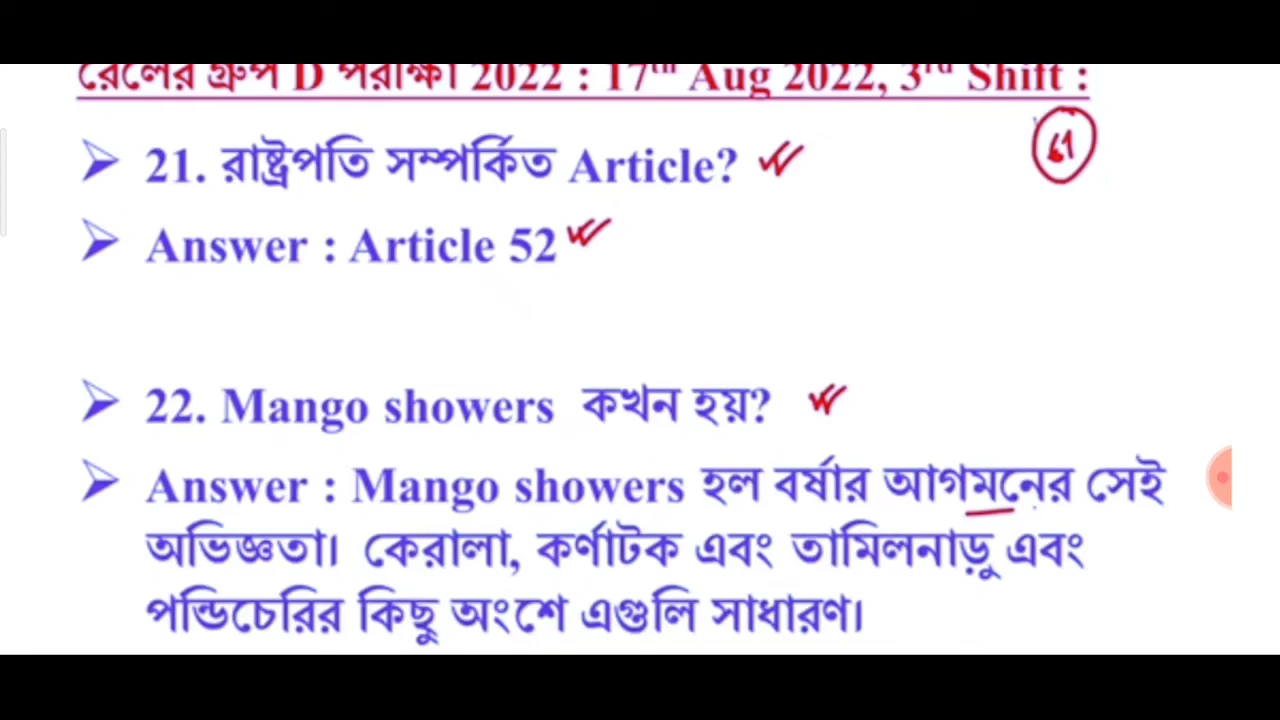 রেলের গ্রুপ D পরীক্ষা 2022 : 17th Aug 2022, 3rd Shift :
21. রাষ্ট্রপতি সম্পর্কিত Article?
Answer : Article 52
22. Mango showers কখন হয়?
Answer : Mango showers হল বর্ষার আগমনের সেই
অভিজ্ঞতা। কেরালা, কর্ণাটক এবং তামিলনাড়ু এবং
পন্ডিচেরির কিছু অংশে এগুলি সাধারণ।